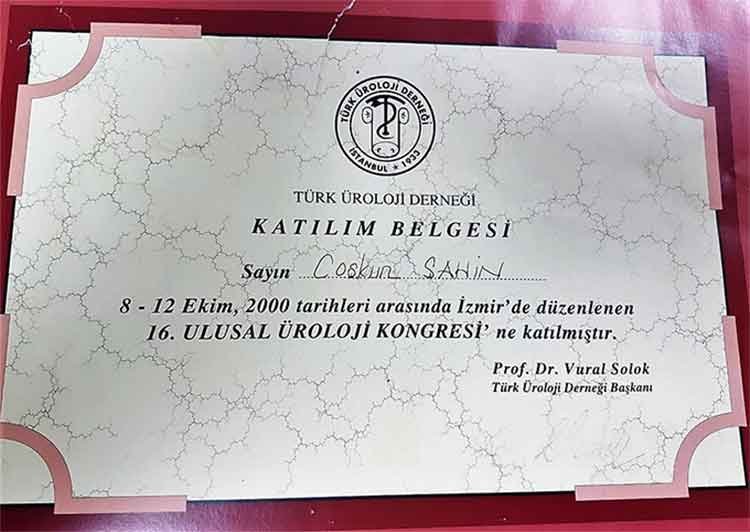 TÜRK ÜROLOJİ DERNEĞİ
İSTANBUL ★ 1933
TÜRK ÜROLOJİ DERNEĞİ
KATILIM BELGESİ
Sayın Coşkun ŞAHİN
8 - 12 Ekim, 2000 tarihleri arasında İzmir'de düzenlenen
16. ULUSAL ÜROLOJİ KONGRESİ' ne katılmıştır.
Prof. Dr. Vural Solok
Türk Üroloji Derneği Başkanı